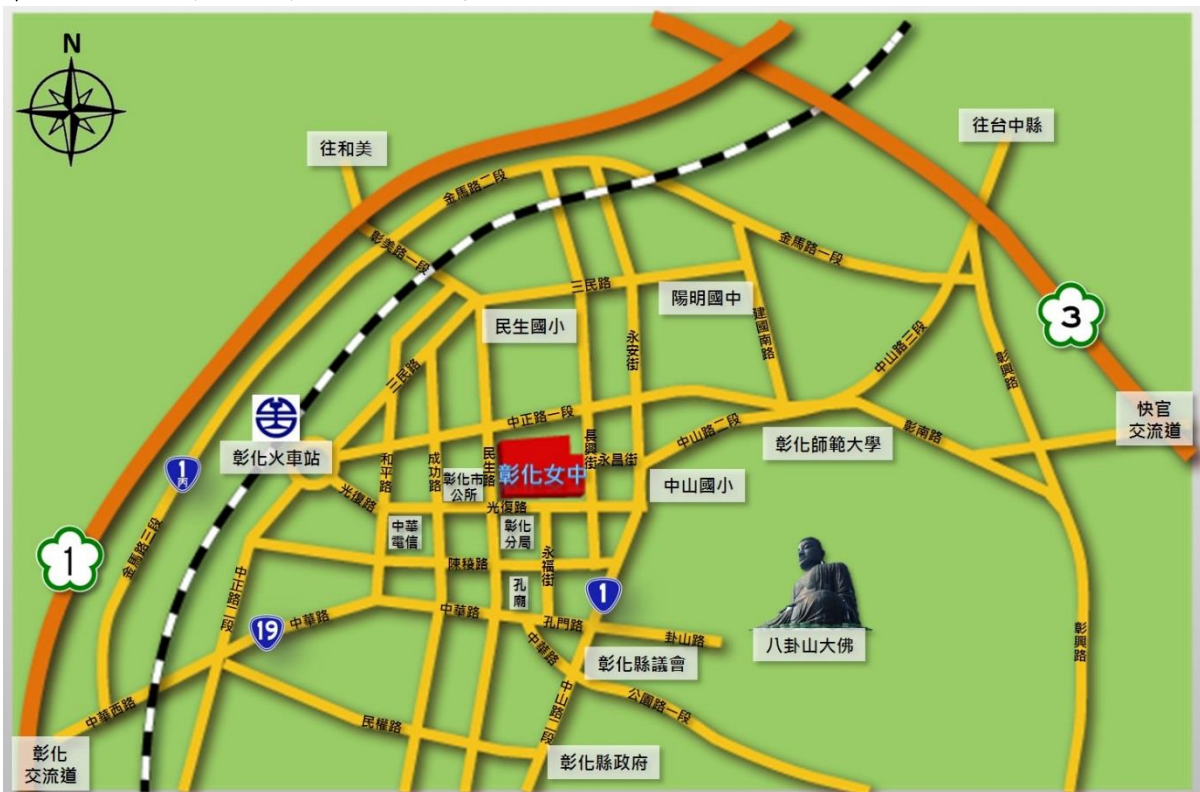 N
往和美
往台中縣
金馬路二段
彰美路一段
金馬路一段
三民路
陽明國中
民生國小
建國南路
永安街
中山路三段
3
彰興路
三民路
中正路一段
快官
交流道
彰化火車站
和平路
成功路
民生路
彰化女中
長興街
永昌街
中山路二段
彰化師範大學
彰南路
1
丙
彰化市
公所
中山國小
光復路
光復路
中華
電信
彰化
分局
永福街
1
金馬路三段
陳稜路
孔
廟
1
中正路二段
19
中華路
中華路
孔門路
卦山路
中華路
八卦山大佛
彰化縣議會
彰興路
中華西路
民權路
中山路二段
公園路一段
彰化
交流道
彰化縣政府